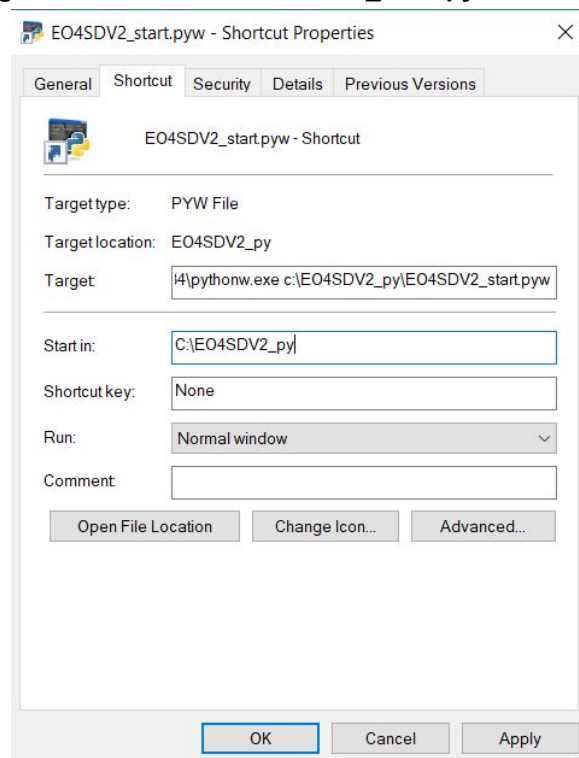 EO4SDV2_start.pyw - Shortcut Properties
General Shortcut Security Details Previous Versions
EO4SDV2_start.pyw - Shortcut
Target type: PYW File
Target location: EO4SDV2_py
Target: \pythonw.exe c:\EO4SDV2_py\EO4SDV2_start.pyw
Start in: C:\EO4SDV2_py
Shortcut key: None
Run: Normal window
Comment:
Open File Location Change Icon... Advanced...
OK Cancel Apply